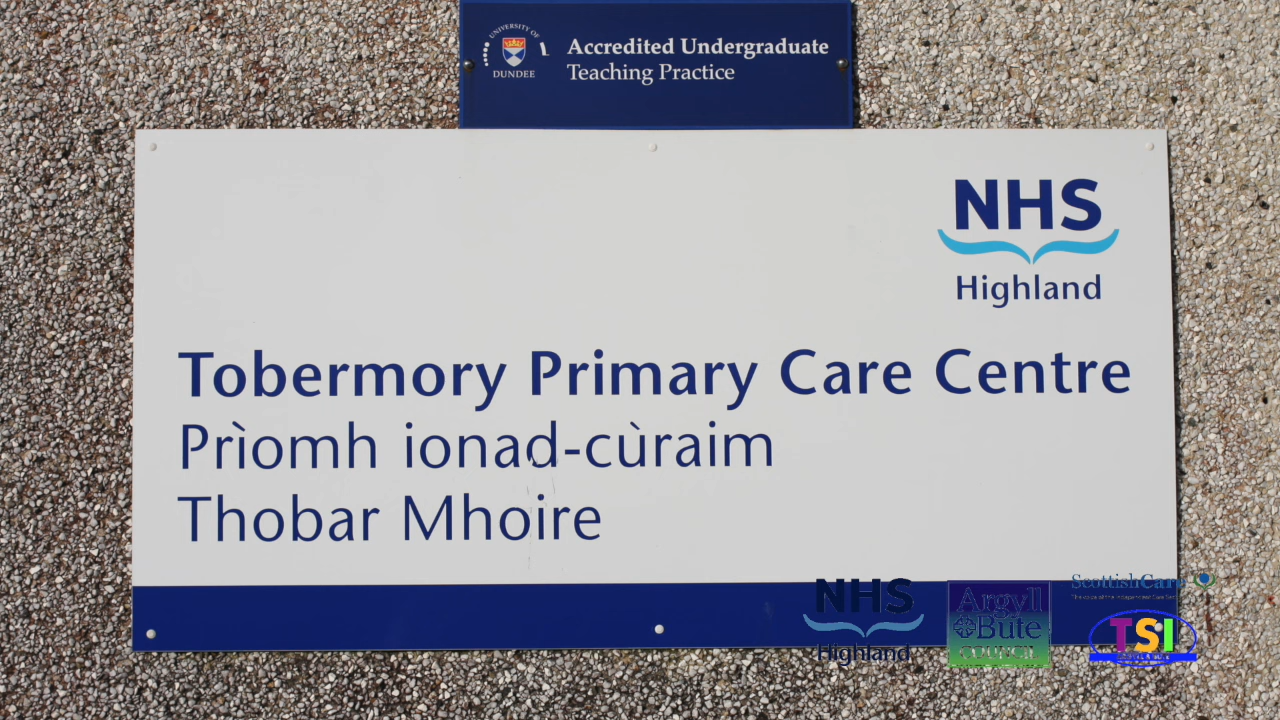 UNIVERSITY OF
DUNDEE
Accredited Undergraduate
Teaching Practice
NHS
Highland
Tobermory Primary Care Centre
Prìomh ionad-cùraim
Thobar Mhoire
NHS
Highland
Argyll
&Bute
COUNCIL
ScottishCare
TSI